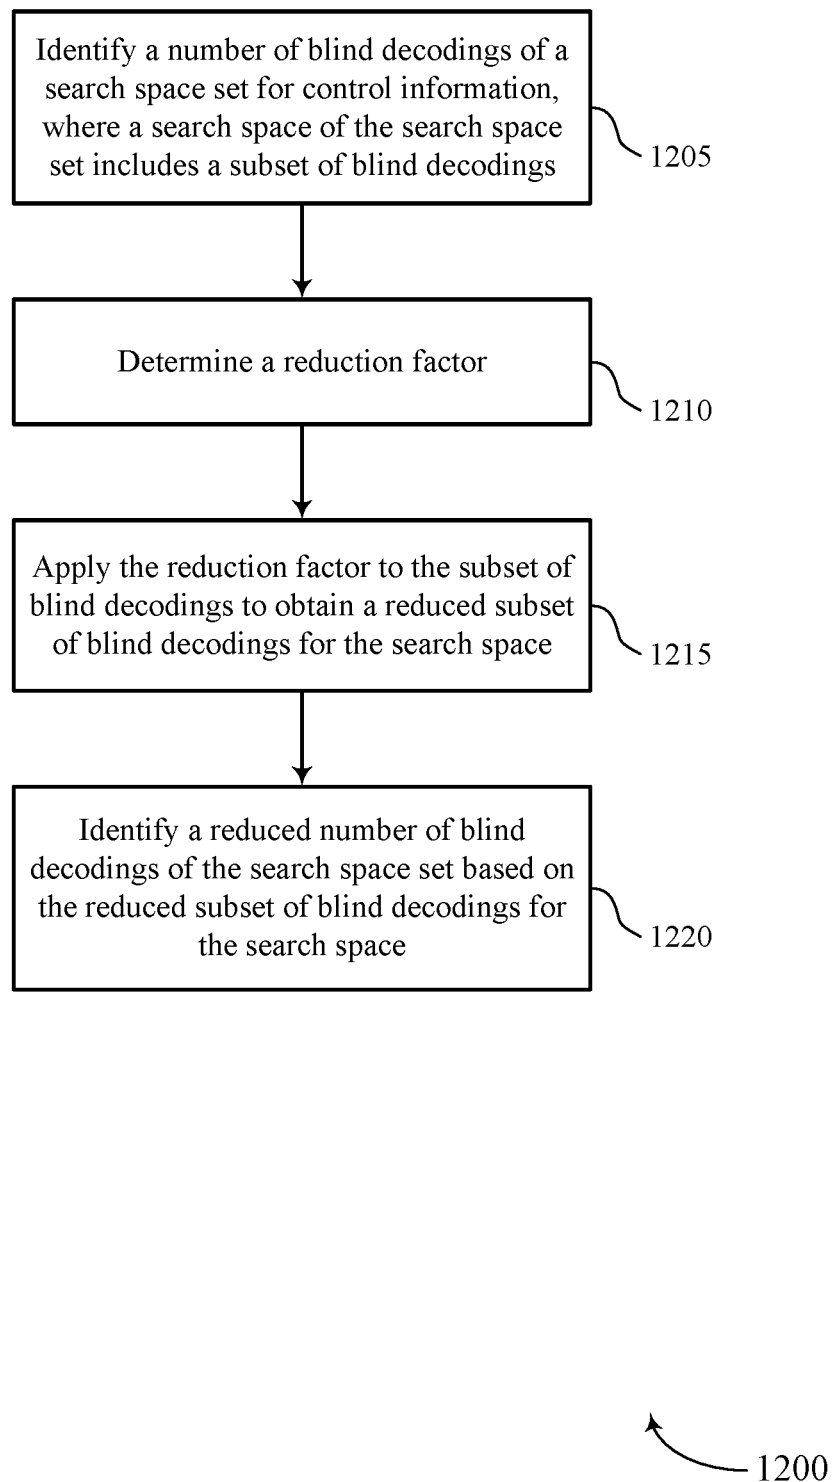 Identify a number of blind decodings of a
search space set for control information,
where a search space of the search space
set includes a subset of blind decodings
1205
Determine a reduction factor
1210
Apply the reduction factor to the subset of
blind decodings to obtain a reduced subset
of blind decodings for the search space
1215
Identify a reduced number of blind
decodings of the search space set based on
the reduced subset of blind decodings for
the search space
1220
1200